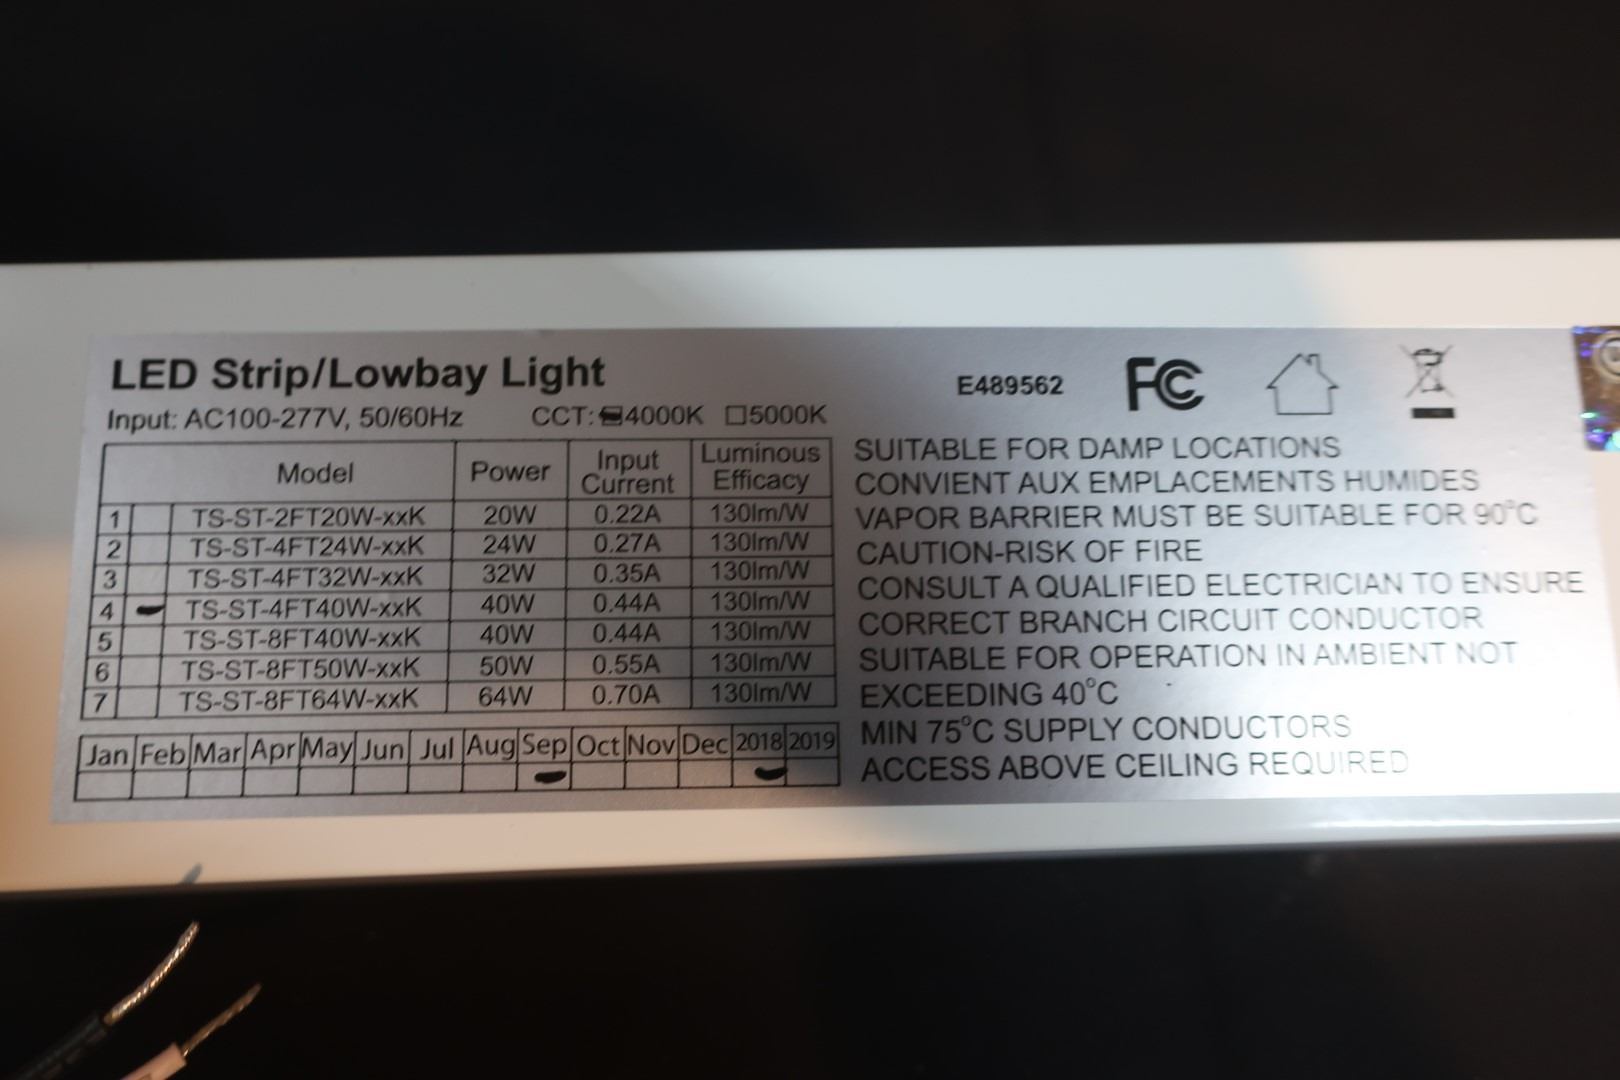 LED Strip/Lowbay Light
Input: AC100-277V, 50/60Hz CCT: 4000K 5000K
Model Power Input Current Luminous Efficacy
1 TS-ST-2FT20W-xxK 20W 0.22A 130lm/W
2 TS-ST-4FT24W-xxK 24W 0.27A 130lm/W
3 TS-ST-4FT32W-xxK 32W 0.35A 130lm/W
4 TS-ST-4FT40W-xxK 40W 0.44A 130lm/W
5 TS-ST-8FT40W-xxK 40W 0.44A 130lm/W
6 TS-ST-8FT50W-xxK 50W 0.55A 130lm/W
7 TS-ST-8FT64W-xxK 64W 0.70A 130lm/W
Jan Feb Mar Apr May Jun Jul Aug Sep Oct Nov Dec 2018 2019
E489562 FC
SUITABLE FOR DAMP LOCATIONS
CONVIENT AUX EMPLACEMENTS HUMIDES
VAPOR BARRIER MUST BE SUITABLE FOR 90°C
CAUTION-RISK OF FIRE
CONSULT A QUALIFIED ELECTRICIAN TO ENSURE
CORRECT BRANCH CIRCUIT CONDUCTOR
SUITABLE FOR OPERATION IN AMBIENT NOT
EXCEEDING 40°C
MIN 75°C SUPPLY CONDUCTORS
ACCESS ABOVE CEILING REQUIRED